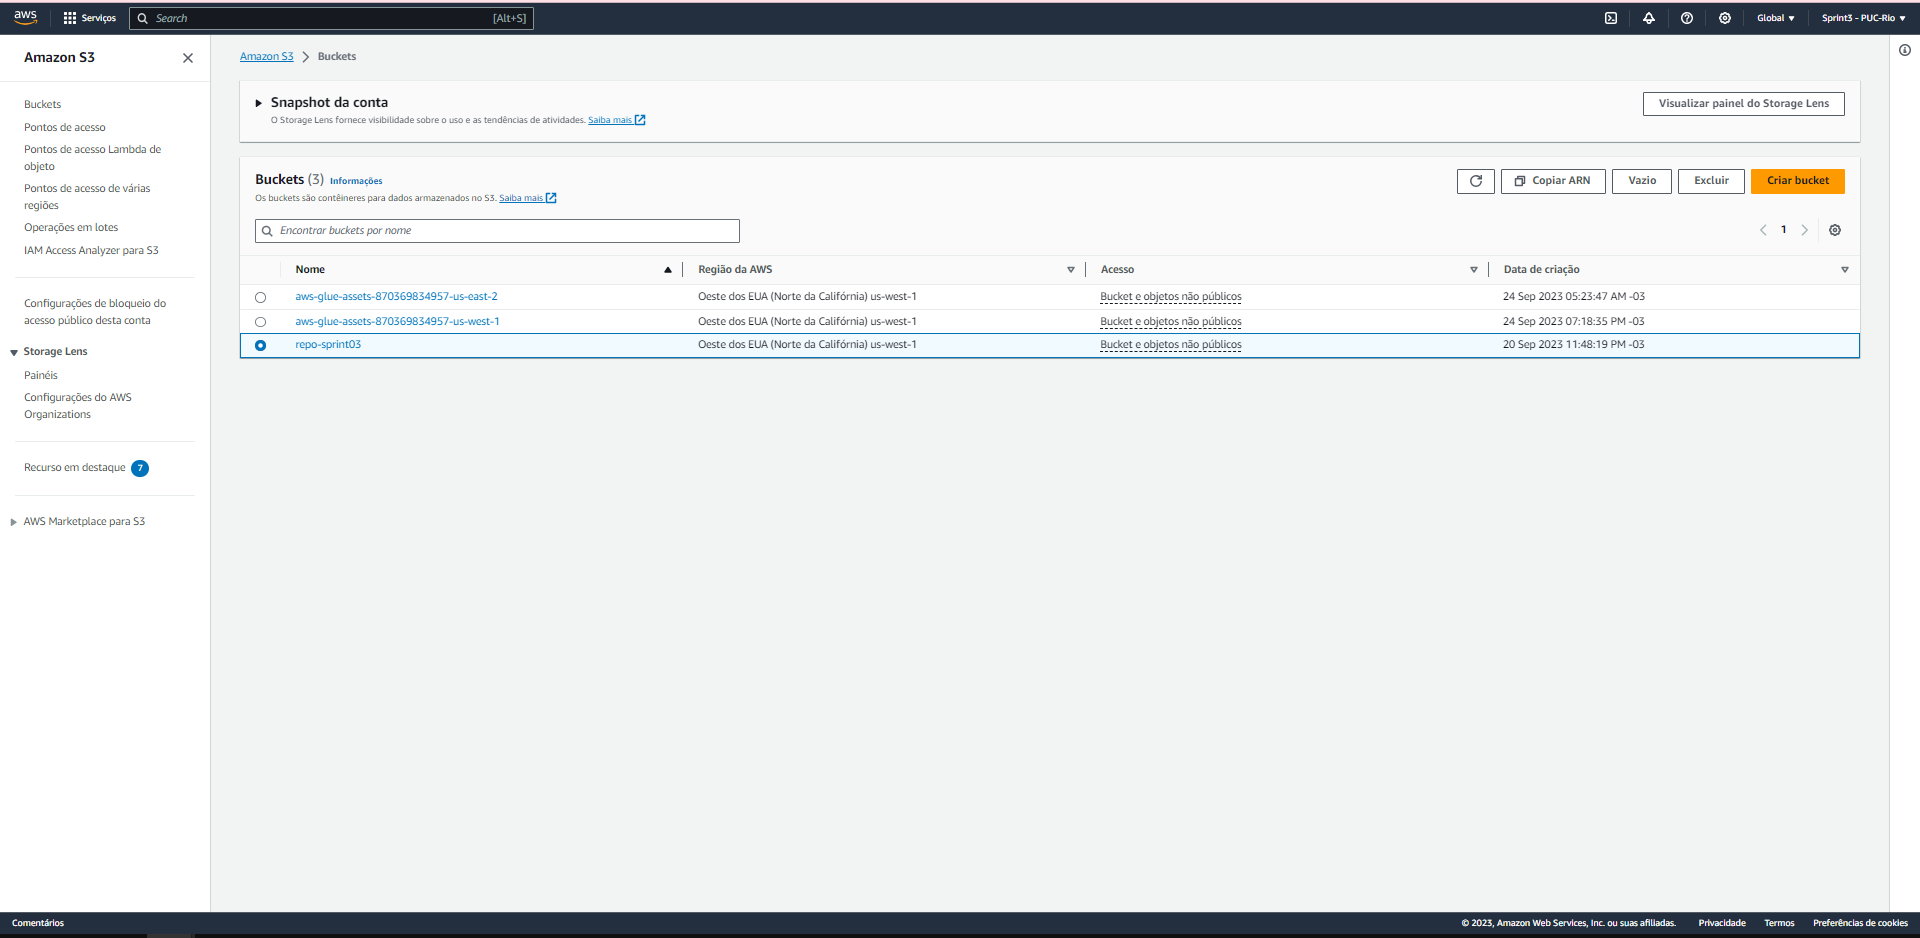 aws Serviços Search [Alt+S] Global ▼ Sprint3 - PUC-Rio ▼
Amazon S3
Buckets
Pontos de acesso
Pontos de acesso Lambda de
objeto
Pontos de acesso de várias
regiões
Operações em lotes
IAM Access Analyzer para S3
Configurações de bloqueio do
acesso público desta conta
Storage Lens
Painéis
Configurações do AWS
Organizations
Recurso em destaque 7
AWS Marketplace para S3
Amazon S3 > Buckets
Snapshot da conta
O Storage Lens fornece visibilidade sobre o uso e as tendências de atividades. Saiba mais
Visualizar painel do Storage Lens
Buckets (3) Informações
Os buckets são contêineres para dados armazenados no S3. Saiba mais
Copiar ARN Vazio Excluir Criar bucket
Encontrar buckets por nome
1
Nome Região da AWS Acesso Data de criação
aws-glue-assets-870369834957-us-east-2 Oeste dos EUA (Norte da Califórnia) us-west-1 Bucket e objetos não públicos 24 Sep 2023 05:23:47 AM -03
aws-glue-assets-870369834957-us-west-1 Oeste dos EUA (Norte da Califórnia) us-west-1 Bucket e objetos não públicos 24 Sep 2023 07:18:35 PM -03
repo-sprint03 Oeste dos EUA (Norte da Califórnia) us-west-1 Bucket e objetos não públicos 20 Sep 2023 11:48:19 PM -03
Comentários © 2023, Amazon Web Services, Inc. ou suas afiliadas. Privacidade Termos Preferências de cookies